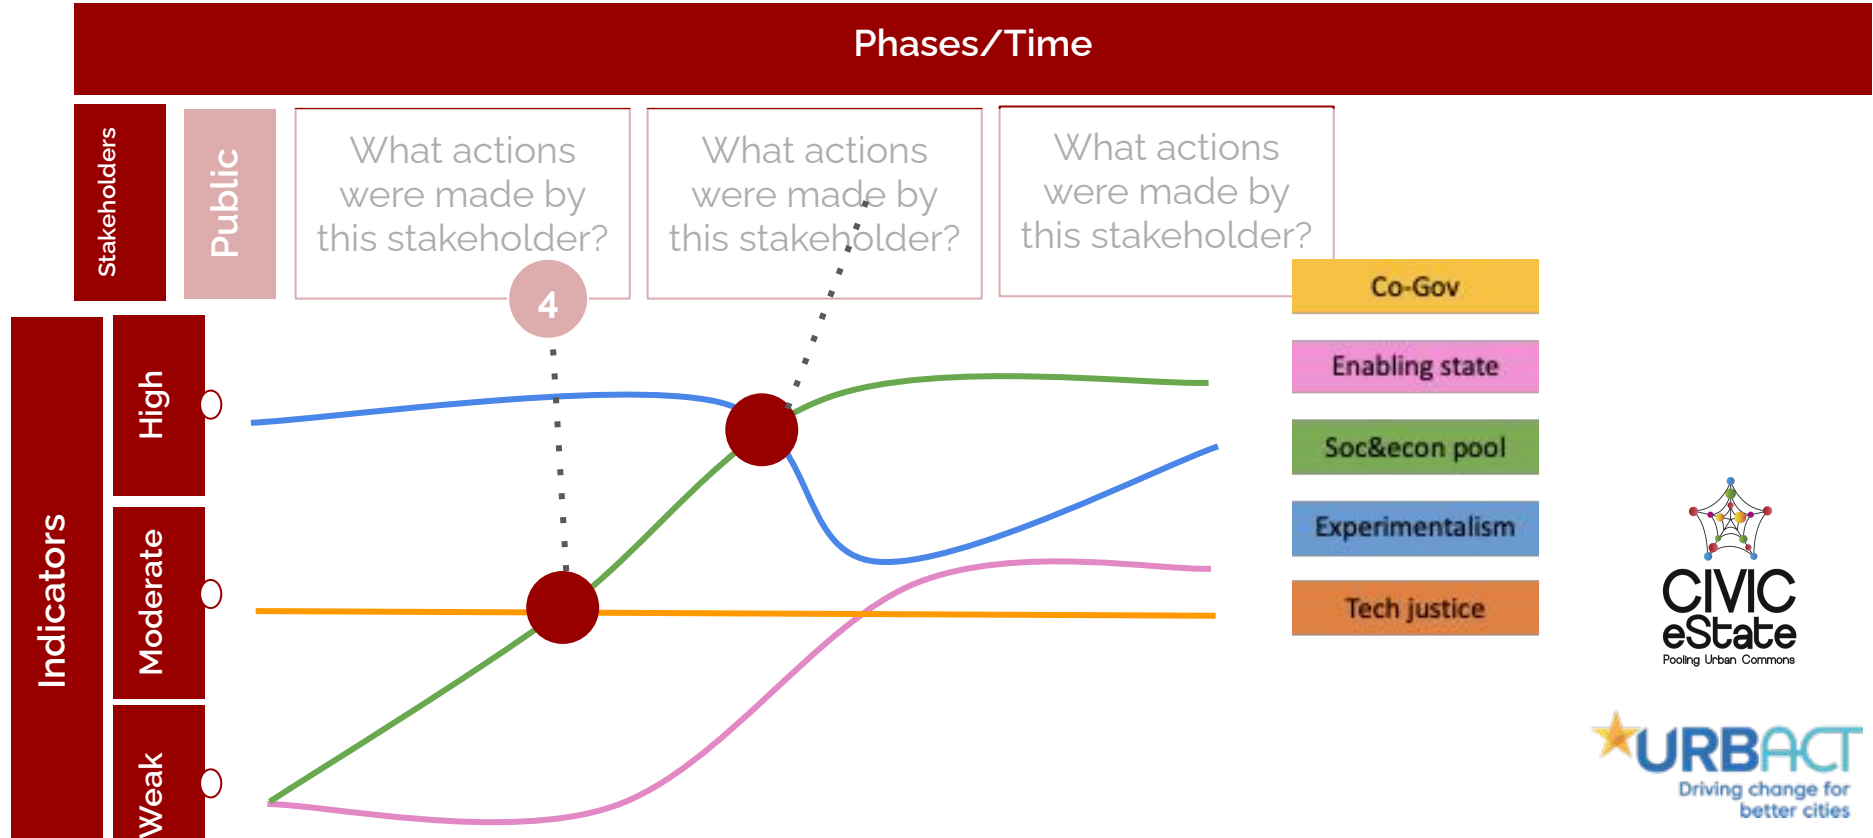 Phases/Time
Stakeholders
Public
What actions
were made by
this stakeholder?
What actions
were made by
this stakeholder?
What actions
were made by
this stakeholder?
4
Indicators
High
Moderate
Weak
Co-Gov
Enabling state
Soc&econ pool
Experimentalism
Tech justice
CIVIC
eState
Pooling Urban Commons
URBACT
Driving change for
better cities